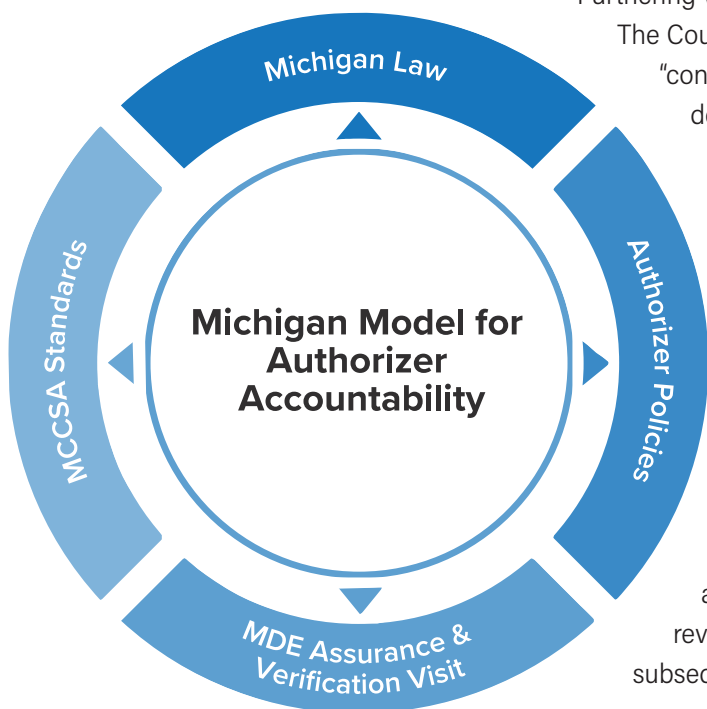 The Cou
"con
Michigan Law
MCCSA Standards
Michigan Model for
Authorizer
Accountability
Authorizer Policies
MDE Assurance &
Verification Visit
a
rev
subsec